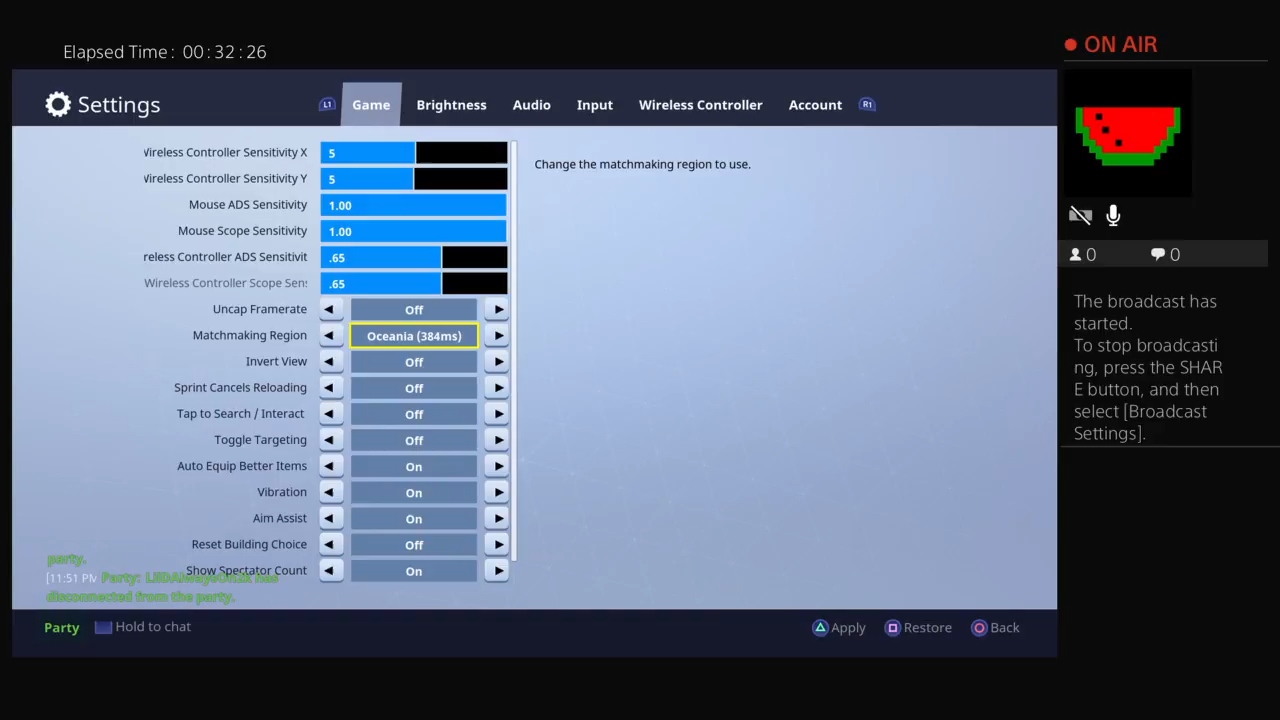 Elapsed Time: 00:32:26
ON AIR
Settings
L1
Game
Brightness
Audio
Input
Wireless Controller
Account
R1
Wireless Controller Sensitivity X
5
Change the matchmaking region to use.
Wireless Controller Sensitivity Y
5
Mouse ADS Sensitivity
1.00
Mouse Scope Sensitivity
1.00
reless Controller ADS Sensitivit
.65
Wireless Controller Scope Sens
.65
Uncap Framerate
Off
Matchmaking Region
Oceania (384ms)
Invert View
Off
Sprint Cancels Reloading
Off
Tap to Search / Interact
Off
Toggle Targeting
Off
Auto Equip Better Items
On
Vibration
On
Aim Assist
On
Reset Building Choice
Off
Show Spectator Count
On
party.
[11:51 PM Party: has
disconnected from the party.
Party
Hold to chat
Apply
Restore
Back
0
0
The broadcast has
started.
To stop broadcasti
ng, press the SHAR
E button, and then
select [Broadcast
Settings].